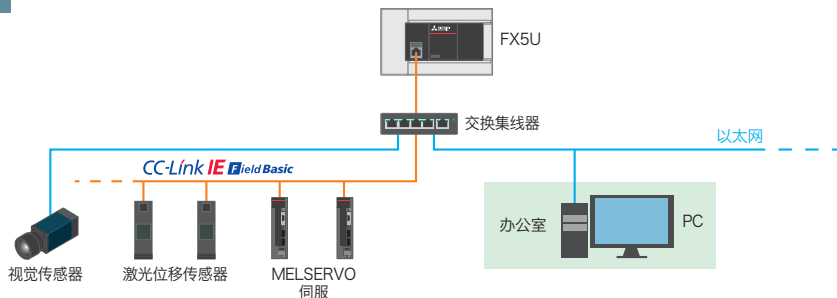 FX5U
交换集线器
以太网
CC-Link IE Field Basic
办公室
PC
视觉传感器
激光位移传感器
MELSERVO
伺服